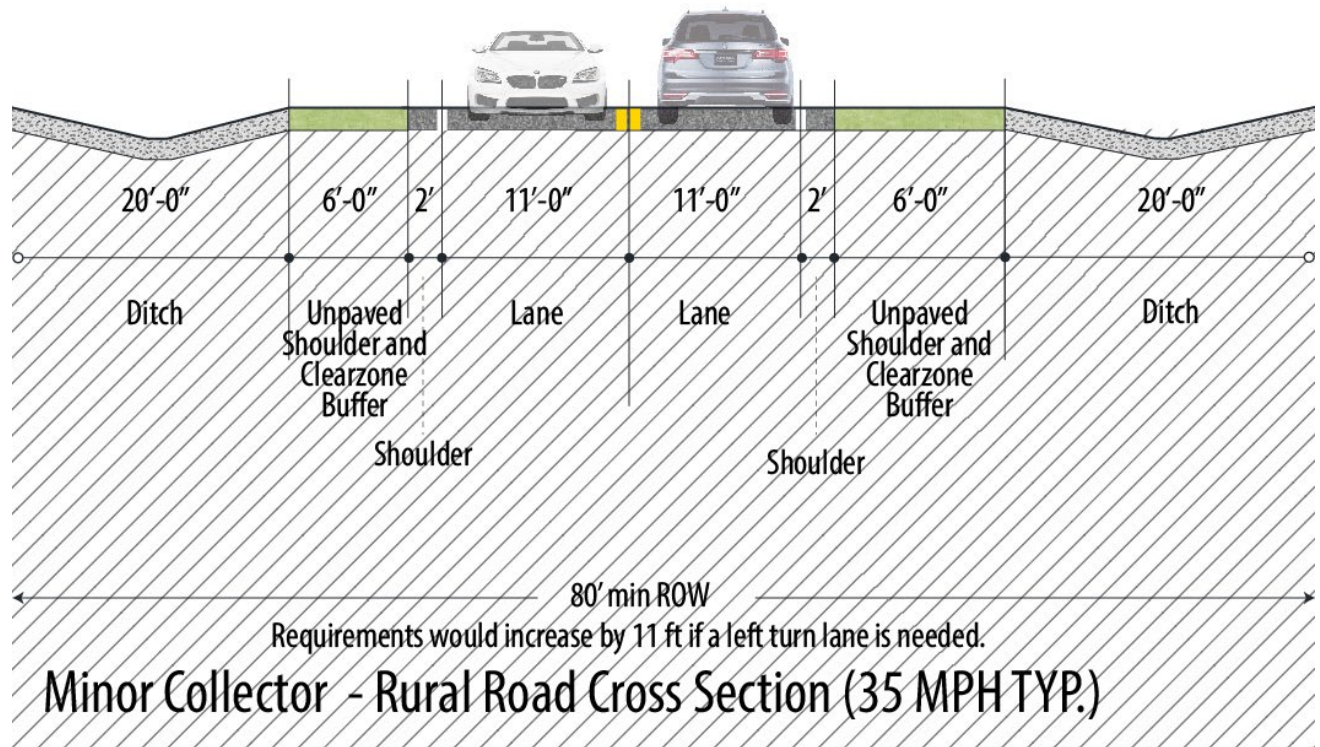 20’-0” 6’-0” 2’ 11’-0” 11’-0” 2’ 6’-0” 20’-0”
Ditch
Unpaved
Shoulder and
Clearzone
Buffer
Shoulder
Lane
Lane
Shoulder
Unpaved
Shoulder and
Clearzone
Buffer
Ditch
80’ min ROW
Requirements would increase by 11 ft if a left turn lane is needed.
Minor Collector - Rural Road Cross Section (35 MPH TYP.)